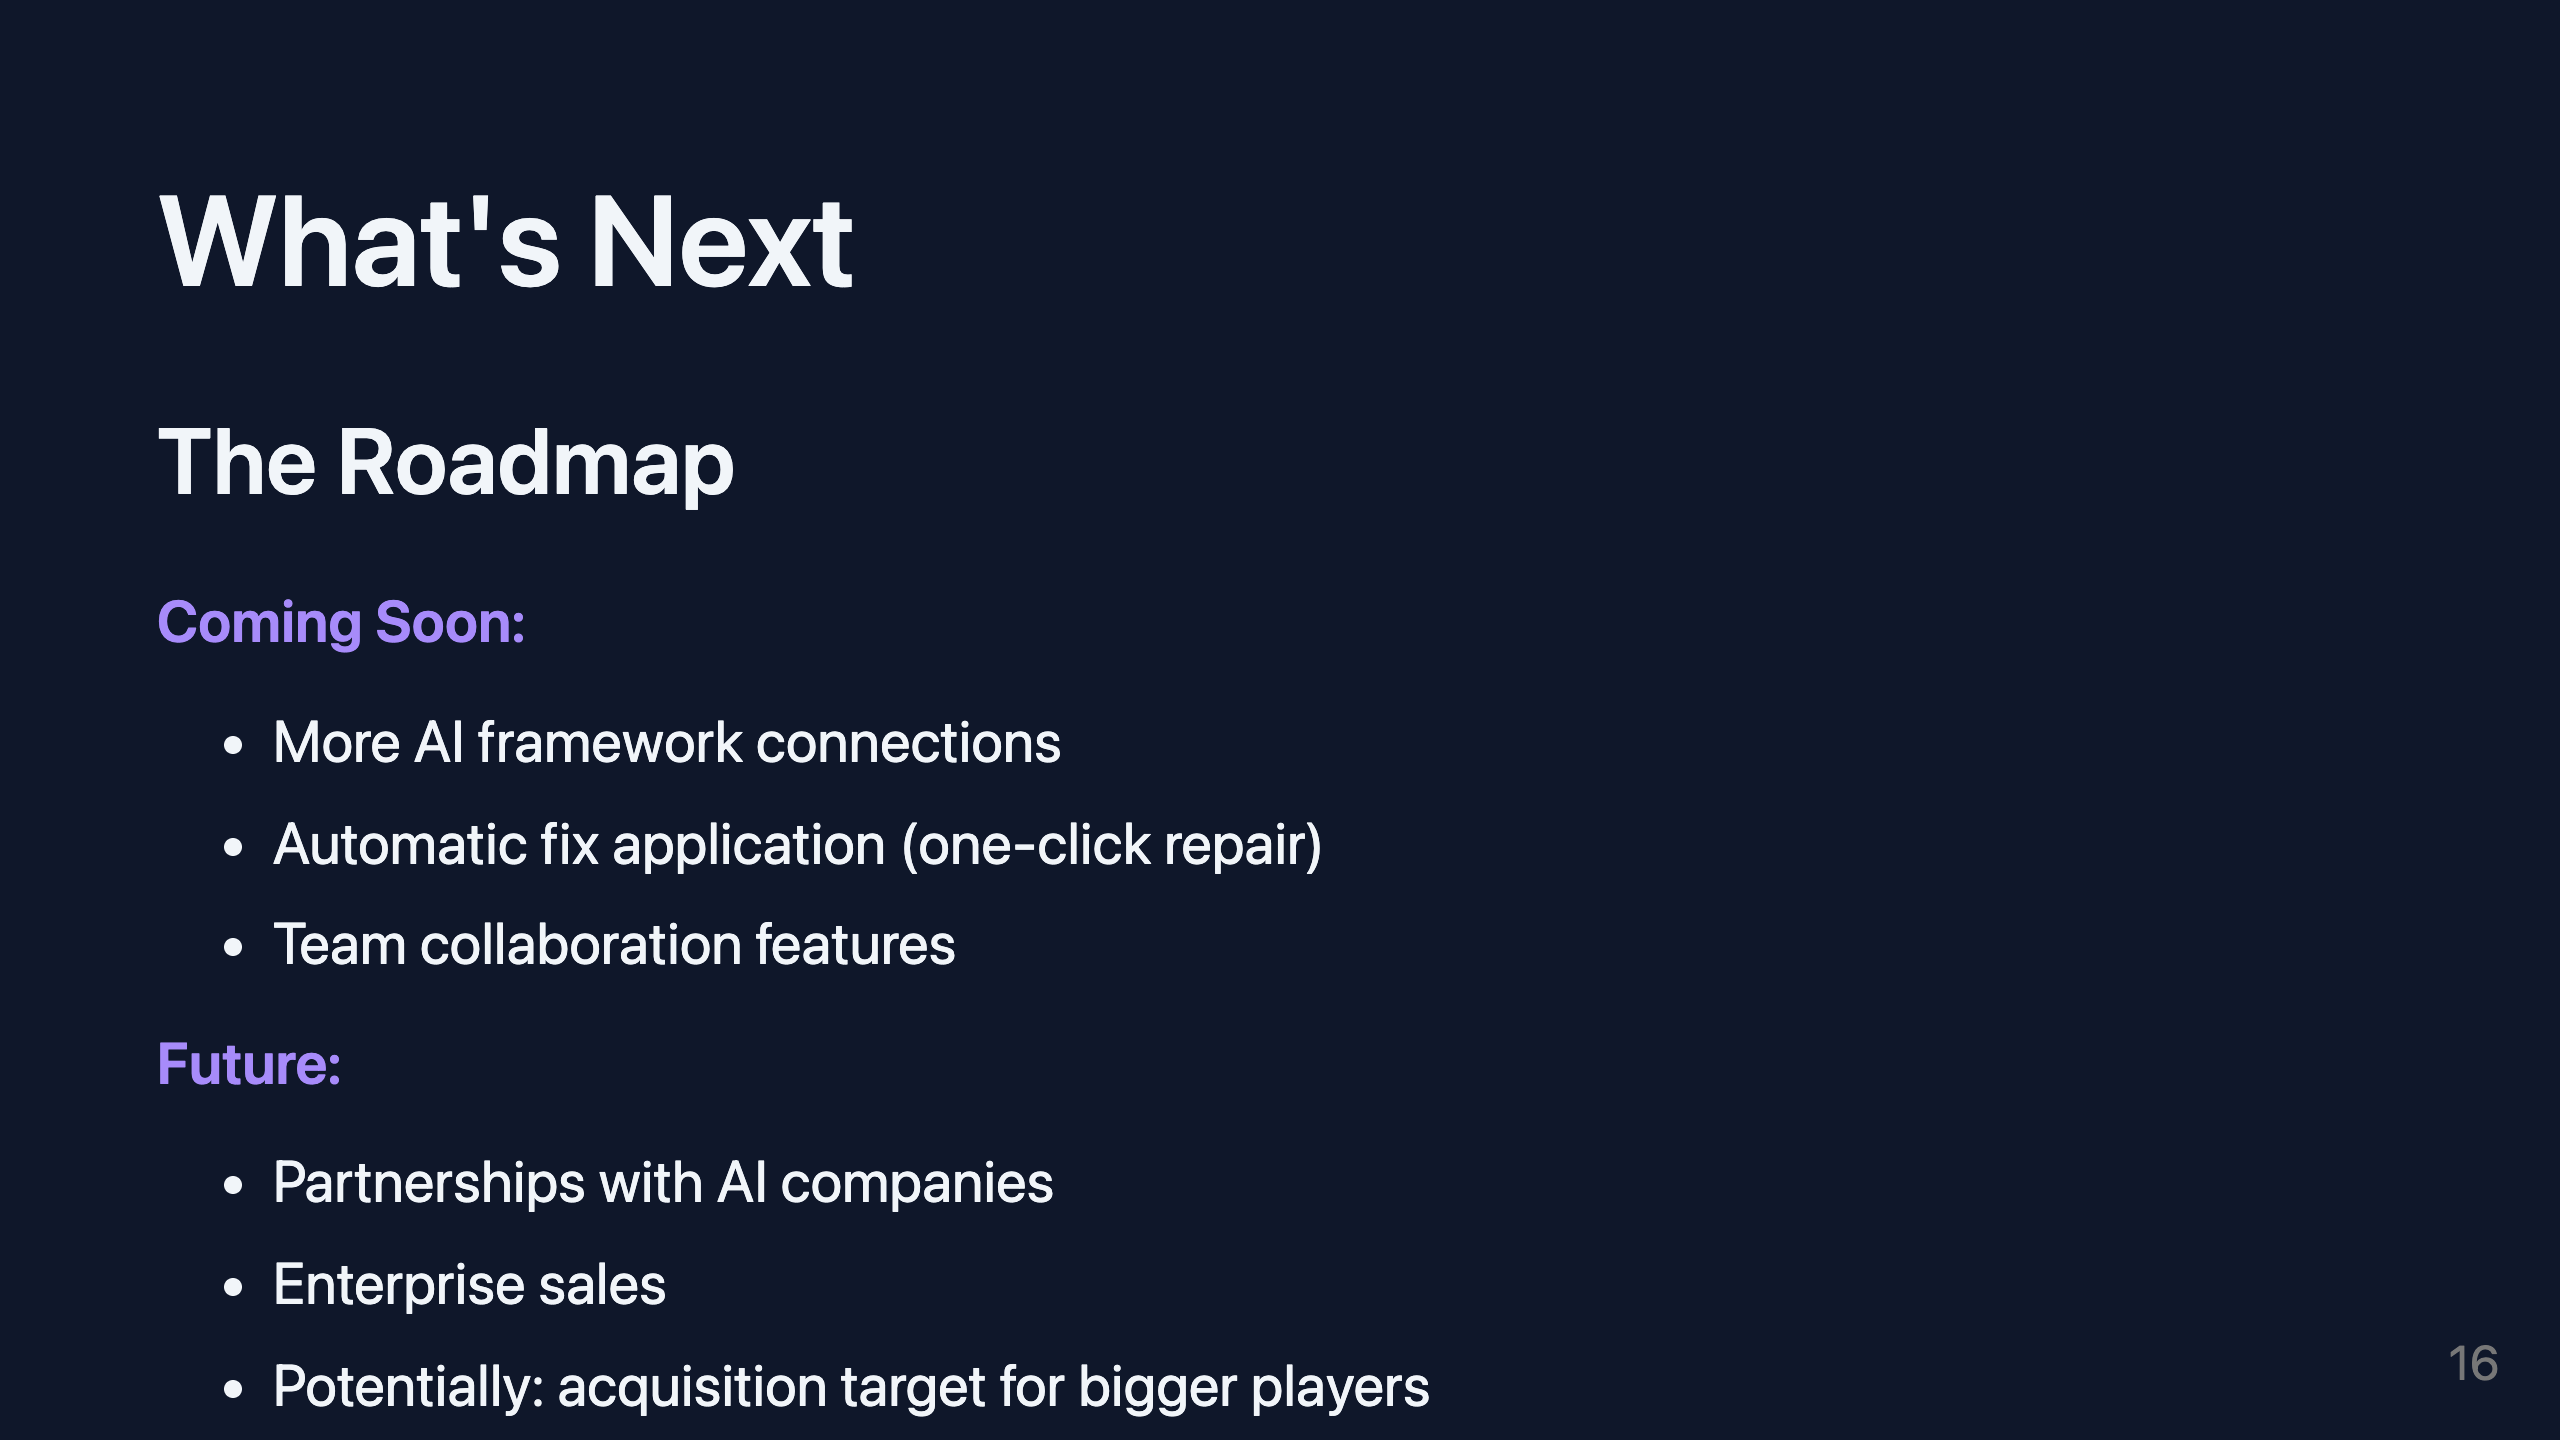 What's Next
The Roadmap
Coming Soon:
• More AI framework connections
• Automatic fix application (one-click repair)
• Team collaboration features
Future:
• Partnerships with AI companies
• Enterprise sales
• Potentially: acquisition target for bigger players
16